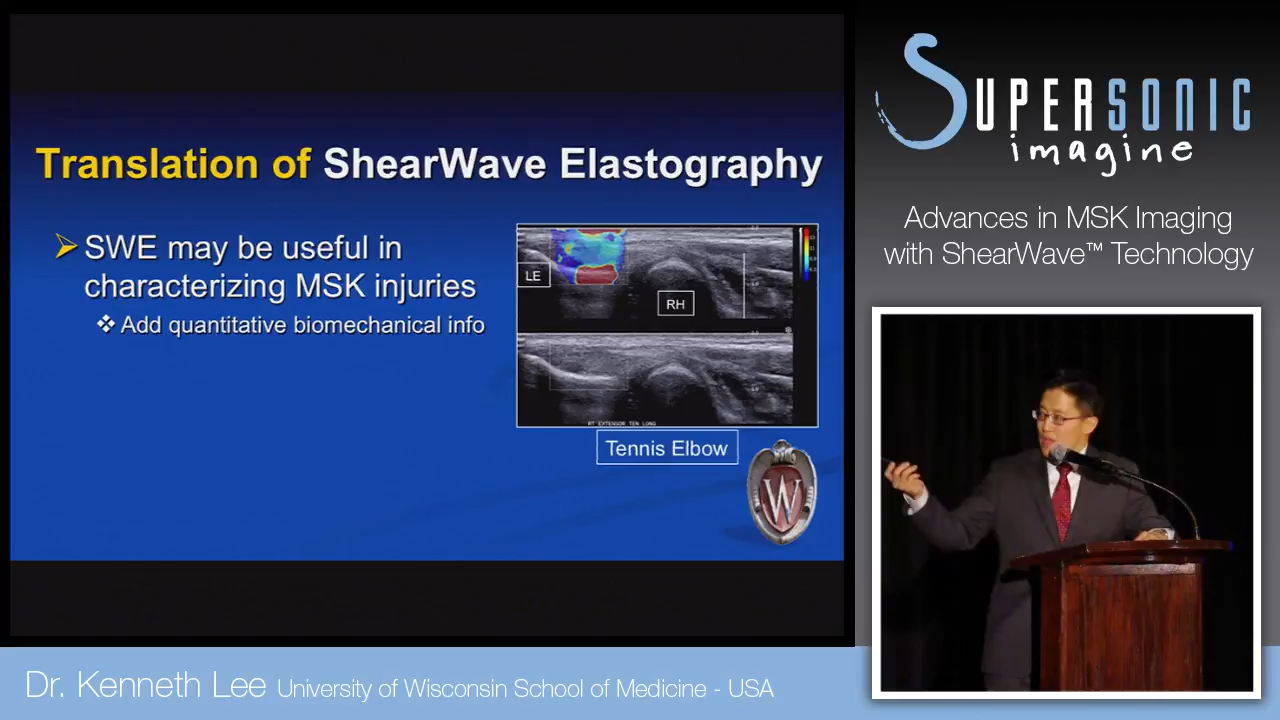 Translation of ShearWave Elastography
SWE may be useful in
characterizing MSK injuries
Add quantitative biomechanical info
LE
RH
RT EXTENSOR TEN LONG
Tennis Elbow
W
SUPERSONIC
imagine
Advances in MSK Imaging
with ShearWave™ Technology
Dr. Kenneth Lee University of Wisconsin School of Medicine - USA